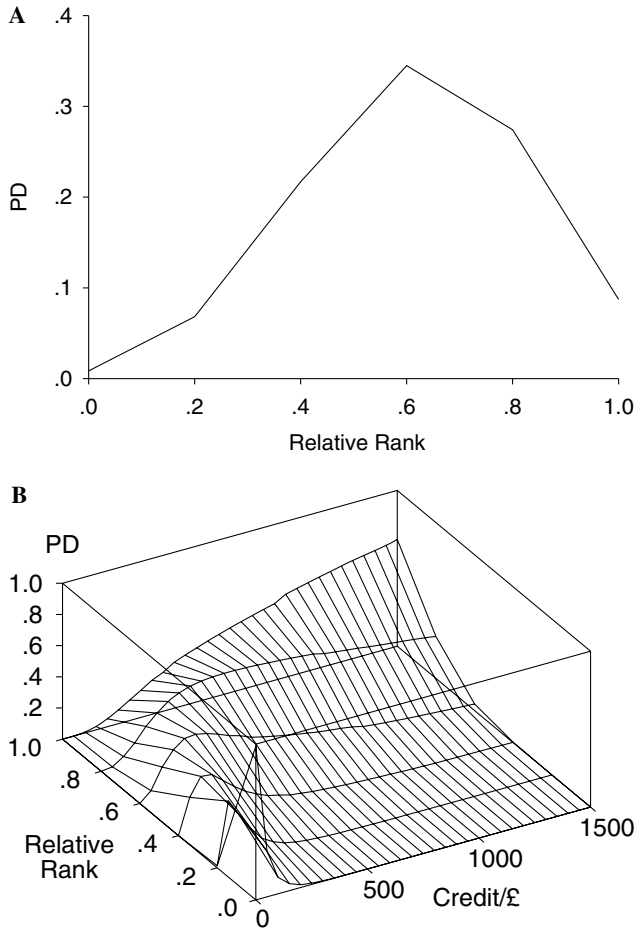 A
.4
.3
PD
.2
.1
.0
.0 .2 .4 .6 .8 1.0
Relative Rank
B
PD
1.0
.8
.6
.4
.2
1.0
.8
.6
.4
.2
.0
Relative
Rank
0
500
1000
1500
Credit/£